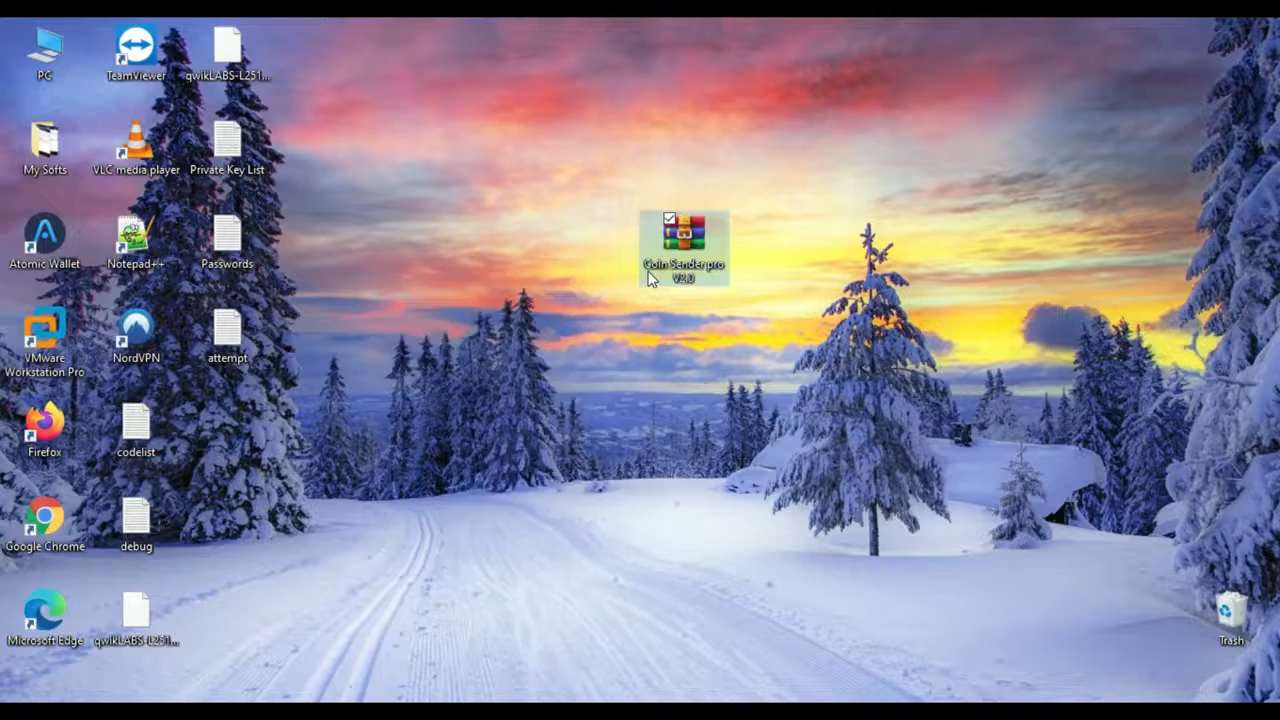 PC
TeamViewer
qwikLABS-L251...
My Softs
VLC media player
Private Key List
Atomic Wallet
Notepad++
Passwords
VMware
Workstation Pro
NordVPN
attempt
Firefox
codelist
Google Chrome
debug
Microsoft Edge
qwikLABS-L251...
Coin Sender pro
V2.0
Trash